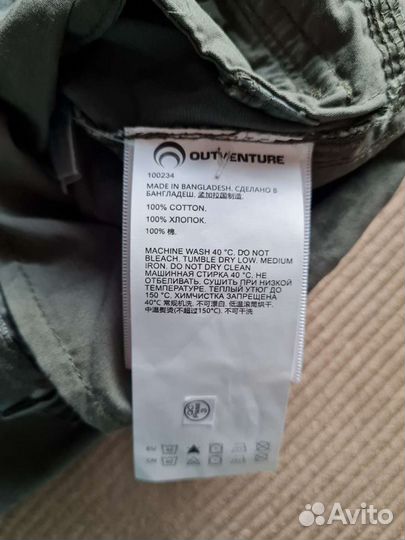 OUTVENTURE
100234
MADE IN BANGLADESH. СДЕЛАНО В
БАНГЛАДЕШ. 孟加拉国制造.
100% COTTON.
100% ХЛОПОК.
100% 棉.
MACHINE WASH 40 °C. DO NOT
BLEACH. TUMBLE DRY LOW. MEDIUM
IRON. DO NOT DRY CLEAN
МАШИННАЯ СТИРКА 40 °C. НЕ
ОТБЕЛИВАТЬ. СУШИТЬ ПРИ НИЗКОЙ
ТЕМПЕРАТУРЕ. ТЕПЛЫЙ УТЮГ ДО
150 °C. ХИМЧИСТКА ЗАПРЕЩЕНА
40°C 常规机洗. 不可漂白. 低温滚筒烘干.
中温熨烫(不超过150°C). 不可干洗
EU
CN
Avito